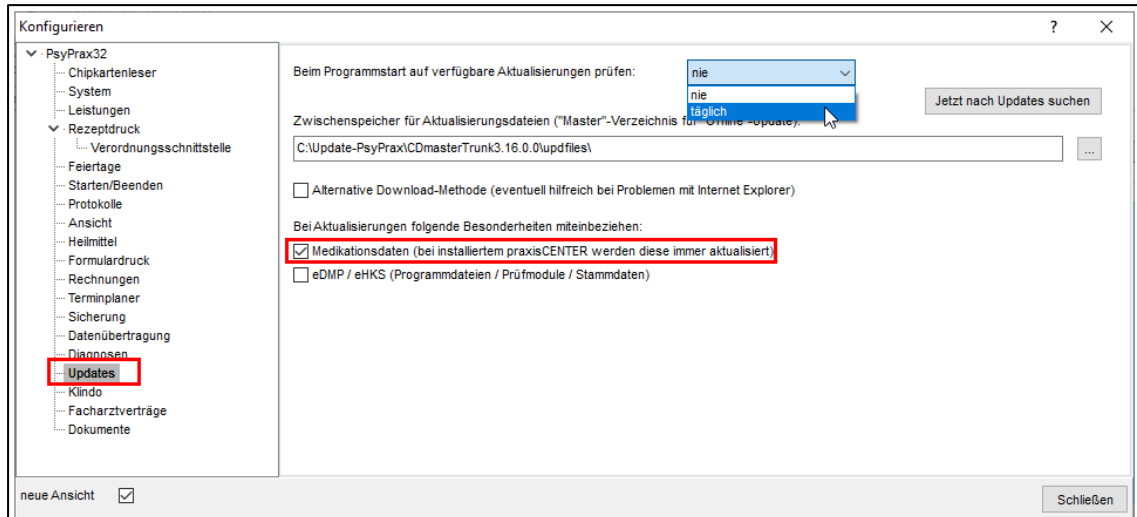 Konfigurieren
PsyPrax32
Chipkartenleser
System
Leistungen
Rezeptdruck
Verordnungsschnittstelle
Feiertage
Starten/Beenden
Protokolle
Ansicht
Heilmittel
Formulardruck
Rechnungen
Terminplaner
Sicherung
Datenübertragung
Diagnosen
Updates
Klindo
Facharztverträge
Dokumente
neue Ansicht
Beim Programmstart auf verfügbare Aktualisierungen prüfen:
nie
nie
täglich
Jetzt nach Updates suchen
Zwischenspeicher für Aktualisierungsdateien ("Master"-Verzeichnis für "Offline"-Update):
C:\Update-PsyPrax\CDmasterTrunk3.16.0.0\updfiles\
...
Alternative Download-Methode (eventuell hilfreich bei Problemen mit Internet Explorer)
Bei Aktualisierungen folgende Besonderheiten miteinbeziehen:
Medikationsdaten (bei installiertem praxisCENTER werden diese immer aktualisiert)
eDMP / eHKS (Programmdateien / Prüfmodule / Stammdaten)
Schließen